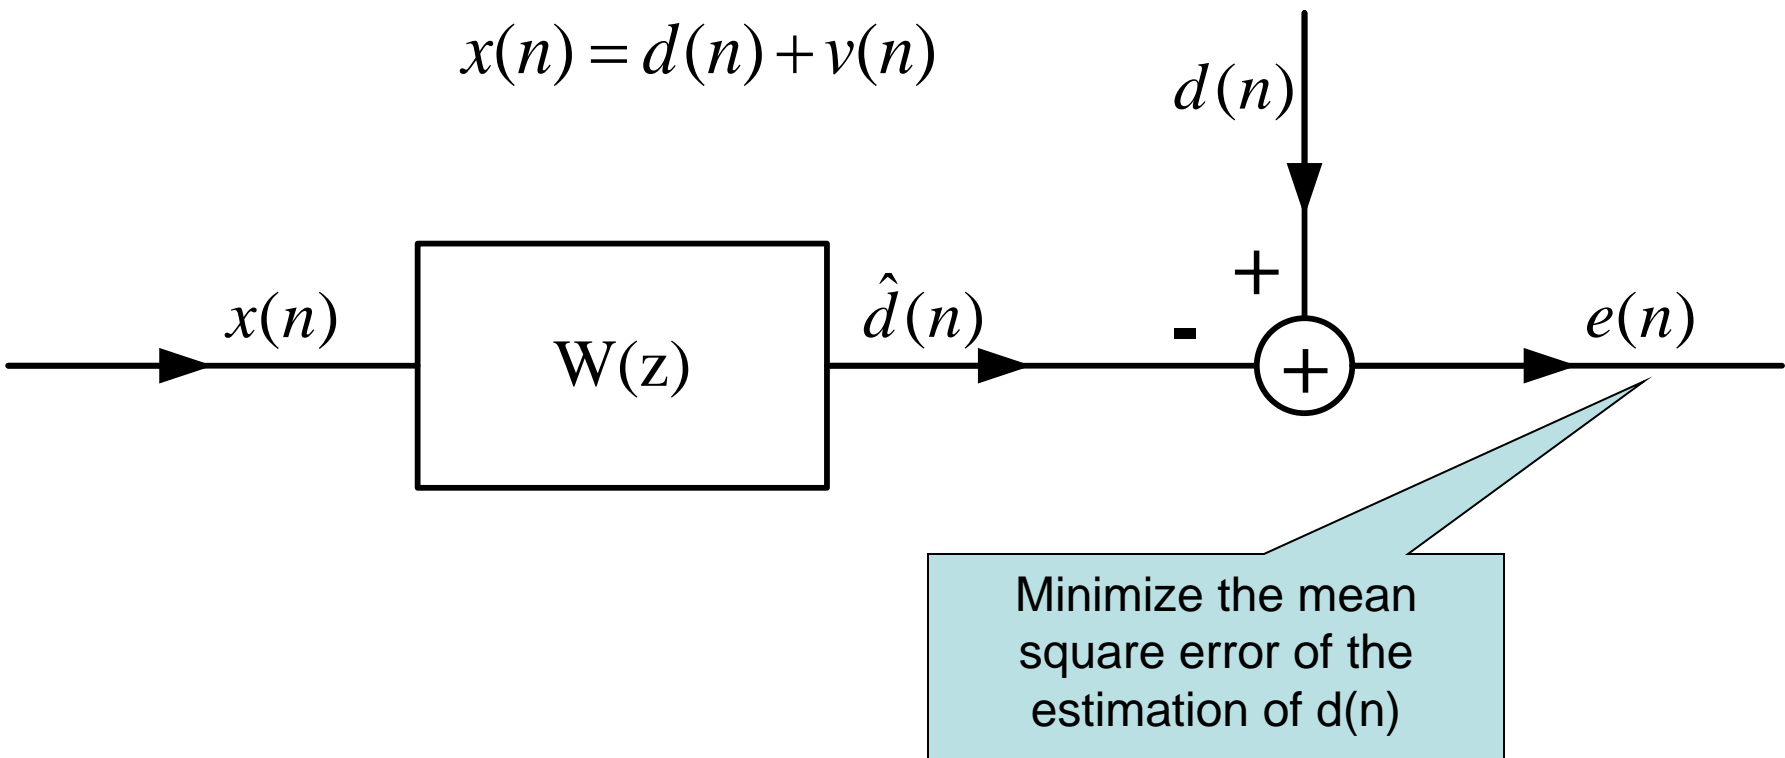 x(n) = d(n) + v(n)
d(n)
+
x(n)
W(z)
d̂(n)
-
+
e(n)
Minimize the mean
square error of the
estimation of d(n)